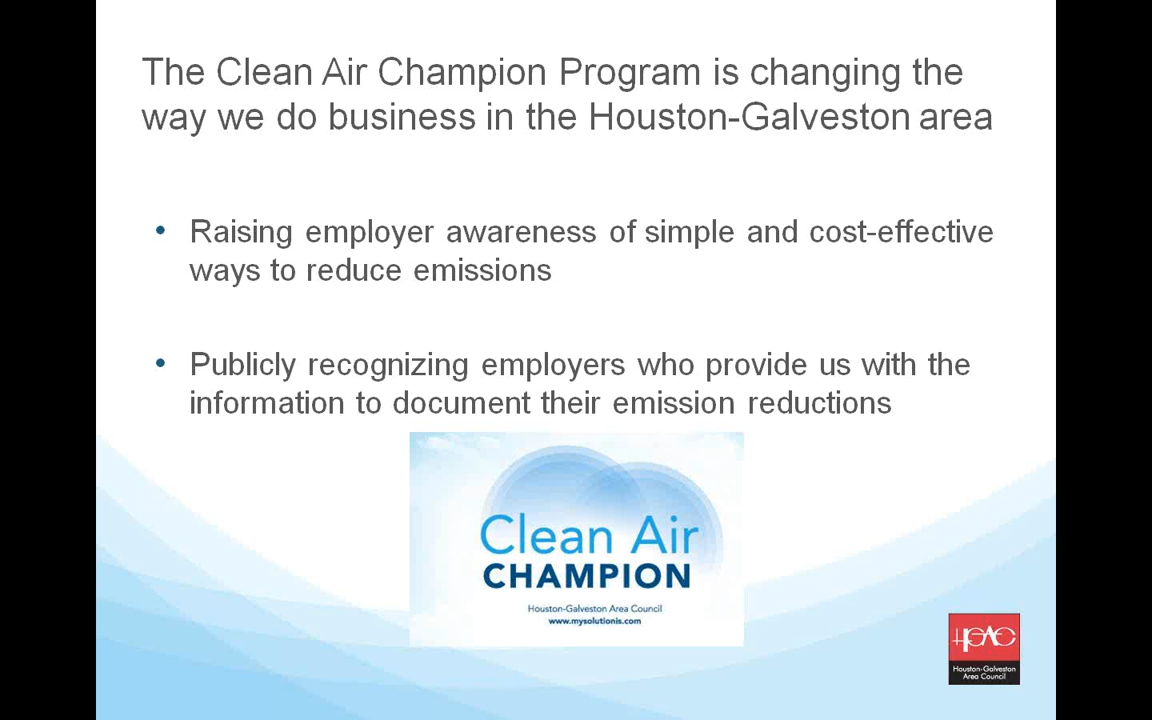 The Clean Air Champion Program is changing the
way we do business in the Houston-Galveston area
• Raising employer awareness of simple and cost-effective
ways to reduce emissions
• Publicly recognizing employers who provide us with the
information to document their emission reductions
Clean Air
CHAMPION
Houston-Galveston Area Council
www.mysolutionis.com
HGAC
Houston-Galveston
Area Council